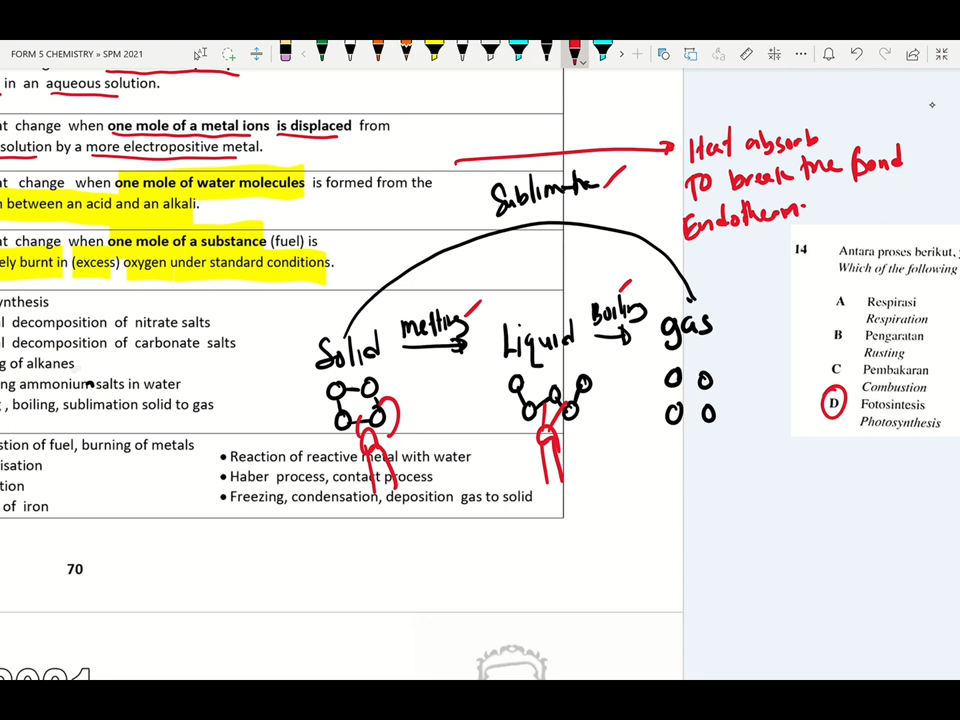 FORM 5 CHEMISTRY » SPM 2021
in an aqueous solution.
at change when one mole of a metal ions is displaced from
solution by a more electropositive metal.
at change when one mole of water molecules is formed from the
n between an acid and an alkali.
at change when one mole of a substance (fuel) is
ely burnt in (excess) oxygen under standard conditions.
ynthesis
al decomposition of nitrate salts
al decomposition of carbonate salts
g of alkanes
ng ammonium salts in water
, boiling, sublimation solid to gas
stion of fuel, burning of metals
isation
tion
of iron
• Reaction of reactive metal with water
• Haber process, contact process
• Freezing, condensation, deposition gas to solid
70
Solid
melting
Liquid
Boiling
gas
Heat absorb
To break the Bond
Endotherm.
14 Antara proses berikut,
Which of the following
A Respirasi
Respiration
B Pengaratan
Rusting
C Pembakaran
Combustion
D Fotosintesis
Photosynthesis